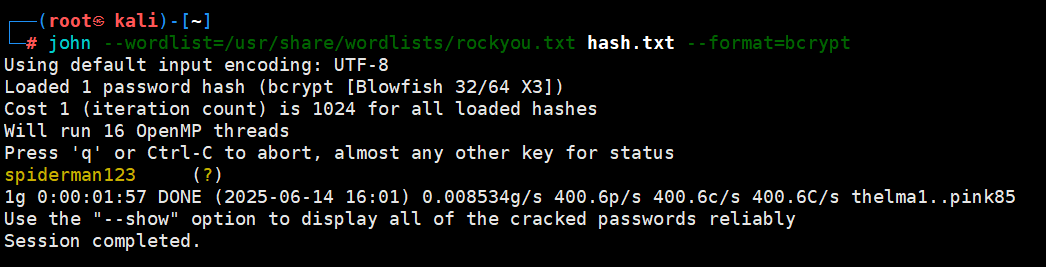 ┌──(root㉿ kali)-[~]
└─# john --wordlist=/usr/share/wordlists/rockyou.txt hash.txt --format=bcrypt
Using default input encoding: UTF-8
Loaded 1 password hash (bcrypt [Blowfish 32/64 X3])
Cost 1 (iteration count) is 1024 for all loaded hashes
Will run 16 OpenMP threads
Press 'q' or Ctrl-C to abort, almost any other key for status
spiderman123     (?)
1g 0:00:01:57 DONE (2025-06-14 16:01) 0.008534g/s 400.6p/s 400.6c/s 400.6C/s thelma1..pink85
Use the "--show" option to display all of the cracked passwords reliably
Session completed.